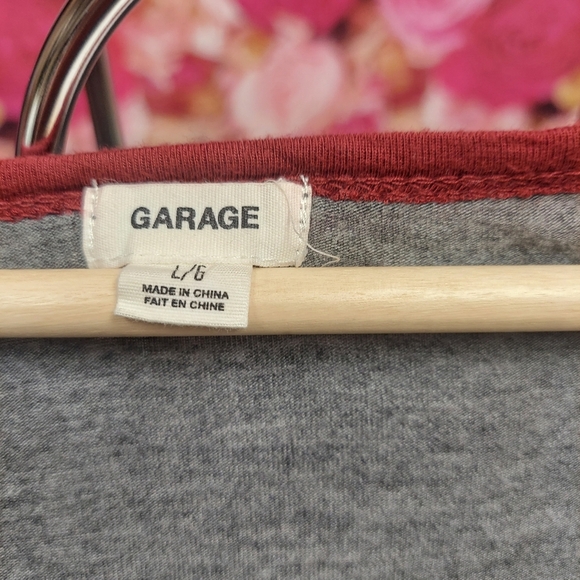 GARAGE
L/G
MADE IN CHINA
FAIT EN CHINE